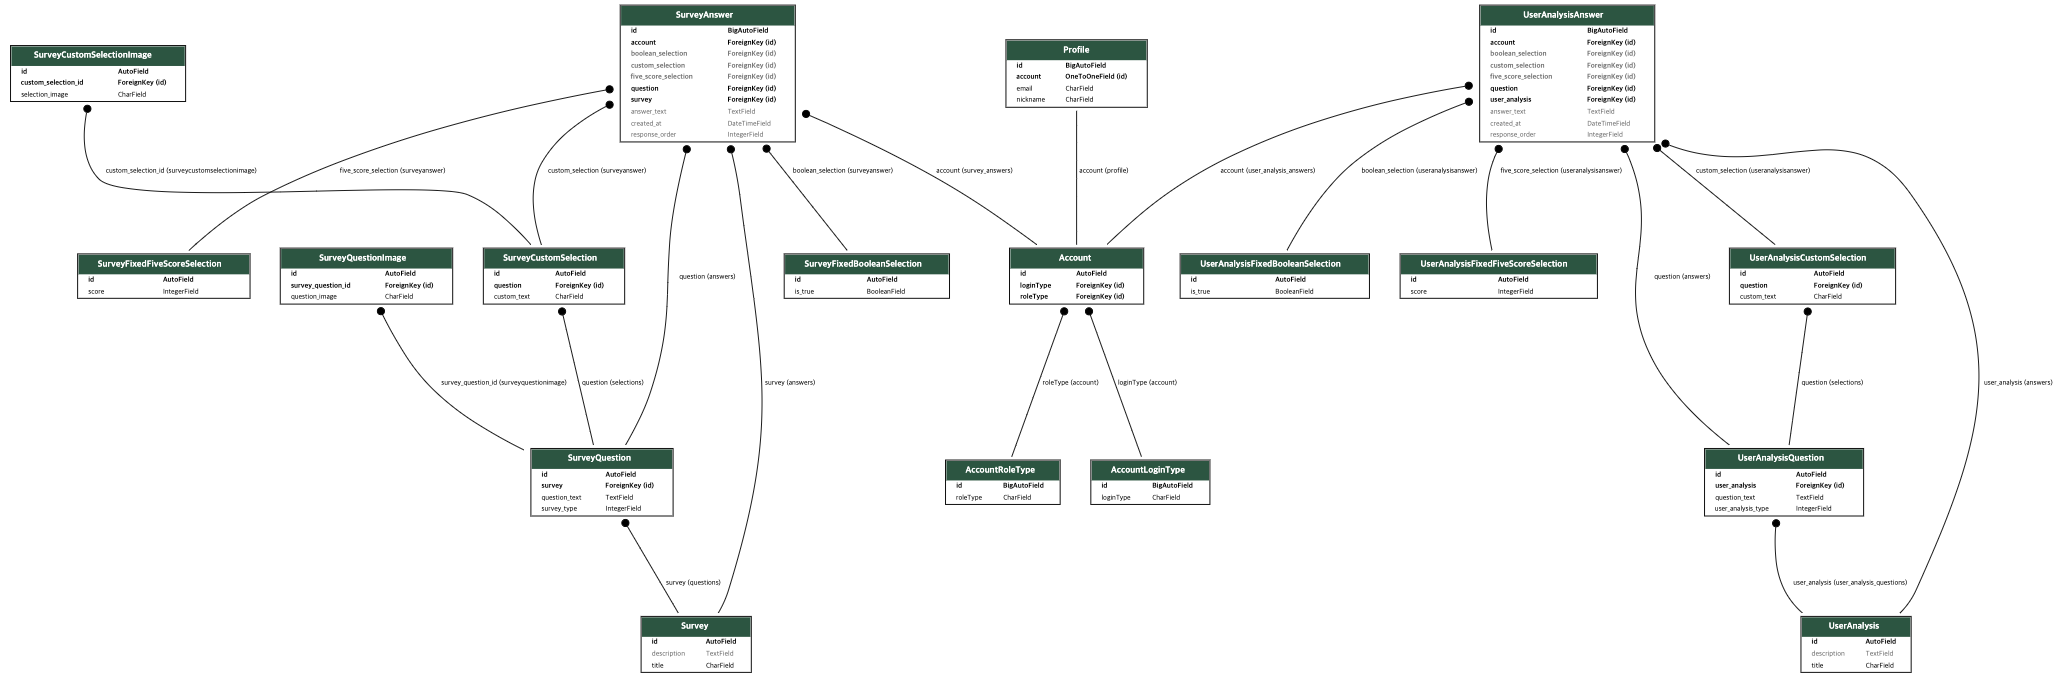 SurveyAnswer
id BigAutoField
account ForeignKey (id)
boolean_selection ForeignKey (id)
custom_selection ForeignKey (id)
five_score_selection ForeignKey (id)
question ForeignKey (id)
survey ForeignKey (id)
answer_text TextField
created_at DateTimeField
response_order IntegerField
UserAnalysisAnswer
id BigAutoField
account ForeignKey (id)
boolean_selection ForeignKey (id)
custom_selection ForeignKey (id)
five_score_selection ForeignKey (id)
question ForeignKey (id)
user_analysis ForeignKey (id)
answer_text TextField
created_at DateTimeField
response_order IntegerField
SurveyCustomSelectionImage
id AutoField
custom_selection_id ForeignKey (id)
selection_image CharField
Profile
id BigAutoField
account OneToOneField (id)
email CharField
nickname CharField
custom_selection_id (surveycustomselectionimage)
five_score_selection (surveyanswer)
custom_selection (surveyanswer)
boolean_selection (surveyanswer)
account (survey_answers)
account (profile)
account (user_analysis_answers)
boolean_selection (useranalysisanswer)
five_score_selection (useranalysisanswer)
custom_selection (useranalysisanswer)
SurveyFixedFiveScoreSelection
id AutoField
score IntegerField
SurveyQuestionImage
id AutoField
survey_question_id ForeignKey (id)
question_image CharField
SurveyCustomSelection
id AutoField
question ForeignKey (id)
custom_text CharField
question (answers)
SurveyFixedBooleanSelection
id AutoField
is_true BooleanField
Account
id AutoField
loginType ForeignKey (id)
roleType ForeignKey (id)
UserAnalysisFixedBooleanSelection
id AutoField
is_true BooleanField
UserAnalysisFixedFiveScoreSelection
id AutoField
score IntegerField
question (answers)
UserAnalysisCustomSelection
id AutoField
question ForeignKey (id)
custom_text CharField
survey_question_id (surveyquestionimage)
question (selections)
survey (answers)
roleType (account)
loginType (account)
question (selections)
user_analysis (answers)
SurveyQuestion
id AutoField
survey ForeignKey (id)
question_text TextField
survey_type IntegerField
AccountRoleType
id BigAutoField
roleType CharField
AccountLoginType
id BigAutoField
loginType CharField
UserAnalysisQuestion
id AutoField
user_analysis ForeignKey (id)
question_text TextField
user_analysis_type IntegerField
survey (questions)
user_analysis (user_analysis_questions)
Survey
id AutoField
description TextField
title CharField
UserAnalysis
id AutoField
description TextField
title CharField